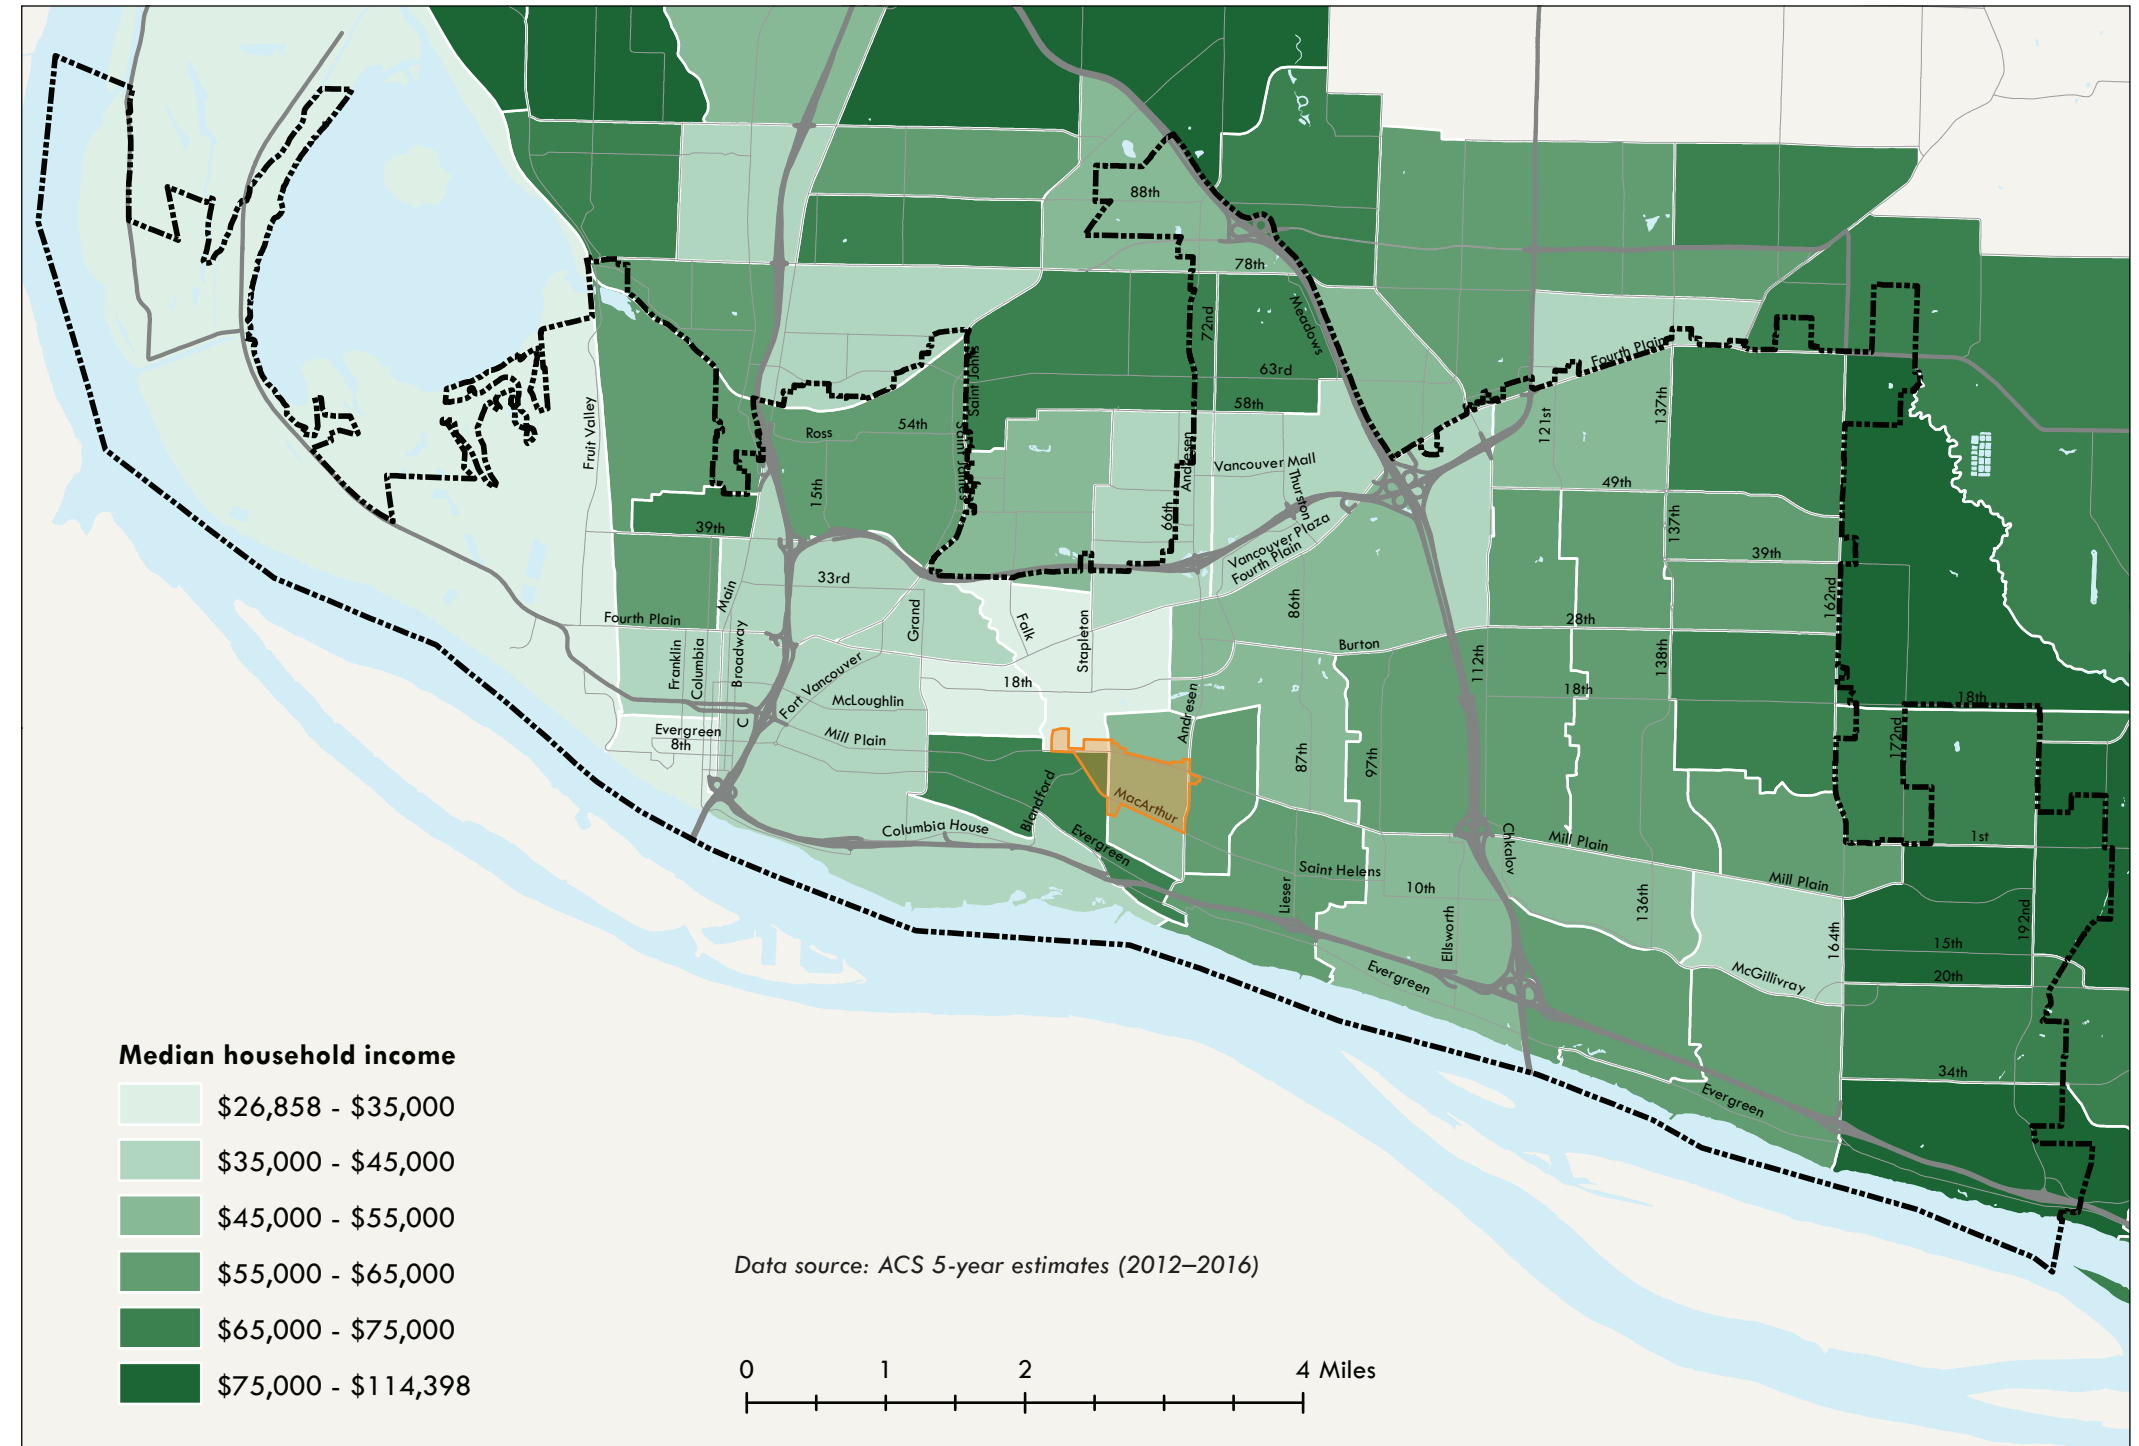 88th
78th
72nd
Meadows
Saint Johns
63rd
58th
Fourth Plain
137th
121st
Fruit Valley
Ross
54th
Saint James
Andresen
Vancouver Mall
Thurston
15th
66th
49th
39th
137th
Vancouver Plaza
Fourth Plain
39th
33rd
Main
Grand
Falk
Stapleton
86th
162nd
Fourth Plain
28th
Burton
Franklin
Columbia
Broadway
112th
138th
Fort Vancouver
18th
18th
18th
McLoughlin
C
Evergreen
8th
Mill Plain
Andresen
87th
97th
172nd
MacArthur
Blandford
Columbia House
Evergreen
Chkalov
Mill Plain
1st
Saint Helens
10th
Lieser
Mill Plain
136th
Ellsworth
164th
192nd
15th
Evergreen
McGillivray
20th
34th
Evergreen
Median household income
$26,858 - $35,000
$35,000 - $45,000
$45,000 - $55,000
$55,000 - $65,000
$65,000 - $75,000
$75,000 - $114,398
Data source: ACS 5-year estimates (2012–2016)
0 1 2 4 Miles